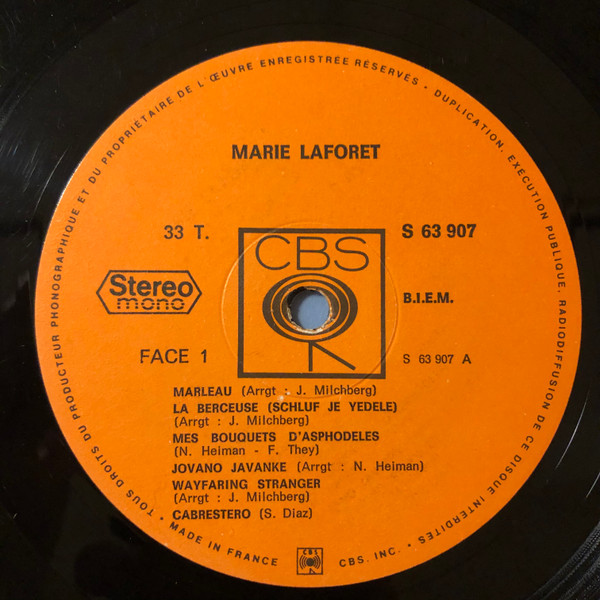 TOUS DROITS DU PRODUCTEUR PHONOGRAPHIQUE ET DU PROPRIÉTAIRE DE L'ŒUVRE ENREGISTRÉE RÉSERVÉS • DUPLICATION, EXECUTION PUBLIQUE, RADIODIFFUSION DE CE DISQUE INTERDITES •
MARIE LAFORET
33 T.
S 63 907
CBS
Stereo
mono
B.I.E.M.
FACE 1
S 63 907 A
MARLEAU (Arrgt : J. Milchberg)
LA BERCEUSE (SCHLUF JE YEDELE)
(Arrgt : J. Milchberg)
MES BOUQUETS D'ASPHODELES
(N. Heiman - F. They)
JOVANO JAVANKE (Arrgt : N. Heiman)
WAYFARING STRANGER
(Arrgt : J. Milchberg)
CABRESTERO (S. Diaz)
• MADE IN FRANCE
CBS
CBS. INC. •